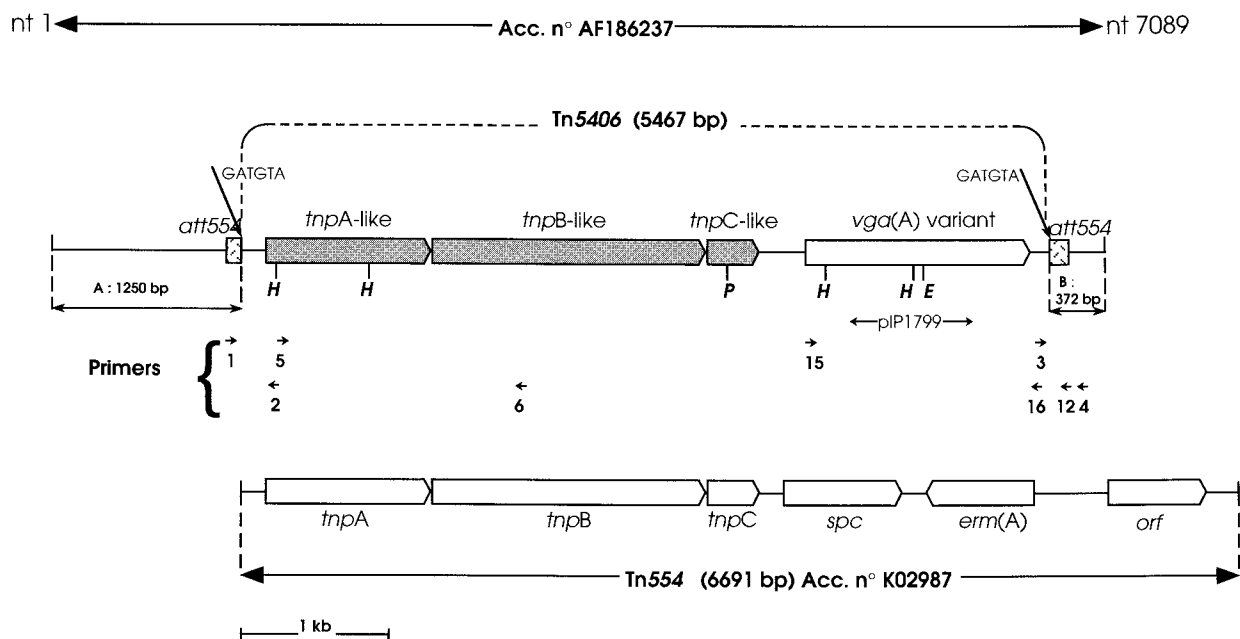 nt 1 Acc. n° AF186237 nt 7089
Tn5406 (5467 bp)
GATGTA GATGTA
att554 tnpA-like tnpB-like tnpC-like vga(A) variant att554
A : 1250 bp H H P H H E B : 372 bp
pIP1799
Primers
1 5 15 3
2 6 16 12 4
tnpA tnpB tnpC spc erm(A) orf
Tn554 (6691 bp) Acc. n° K02987
1 kb